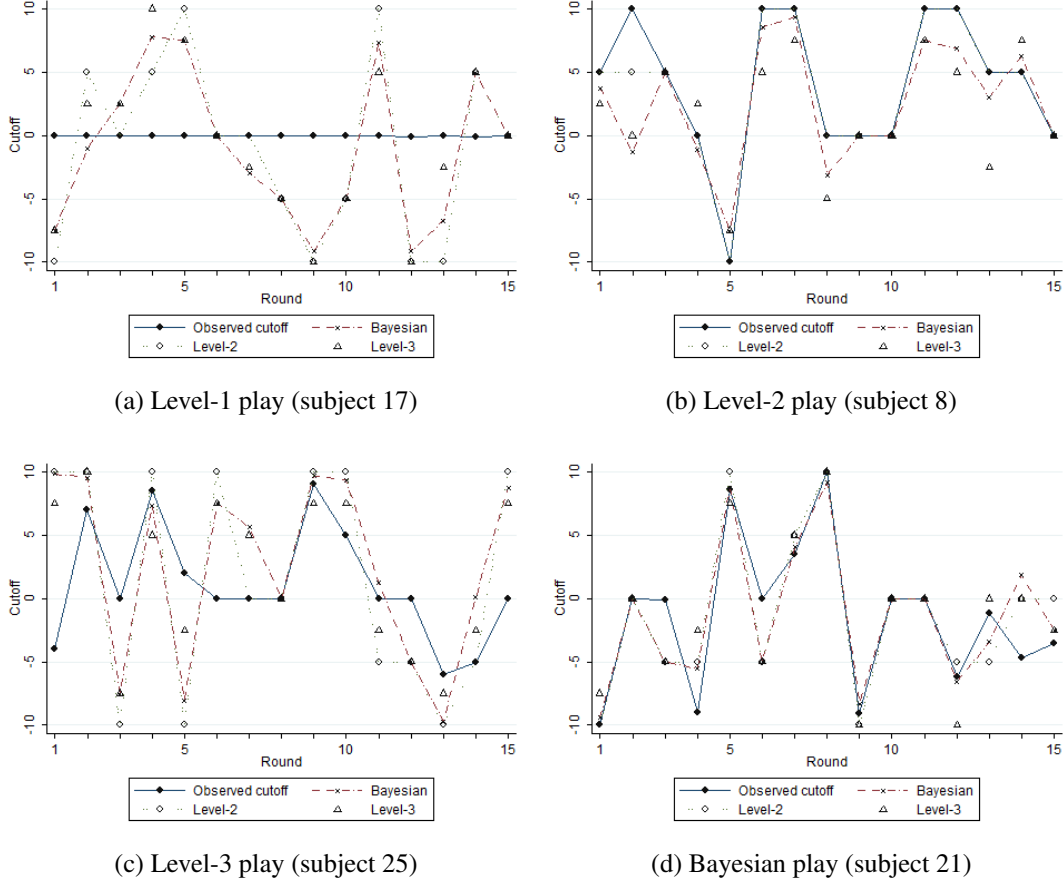 10
5
0
-5
-10
Cutoff
1
5
10
15
Round
Observed cutoff
Bayesian
Level-2
Level-3
(a) Level-1 play (subject 17)
10
5
0
-5
-10
Cutoff
1
5
10
15
Round
Observed cutoff
Bayesian
Level-2
Level-3
(b) Level-2 play (subject 8)
10
5
0
-5
-10
Cutoff
1
5
10
15
Round
Observed cutoff
Bayesian
Level-2
Level-3
(c) Level-3 play (subject 25)
10
5
0
-5
-10
Cutoff
1
5
10
15
Round
Observed cutoff
Bayesian
Level-2
Level-3
(d) Bayesian play (subject 21)